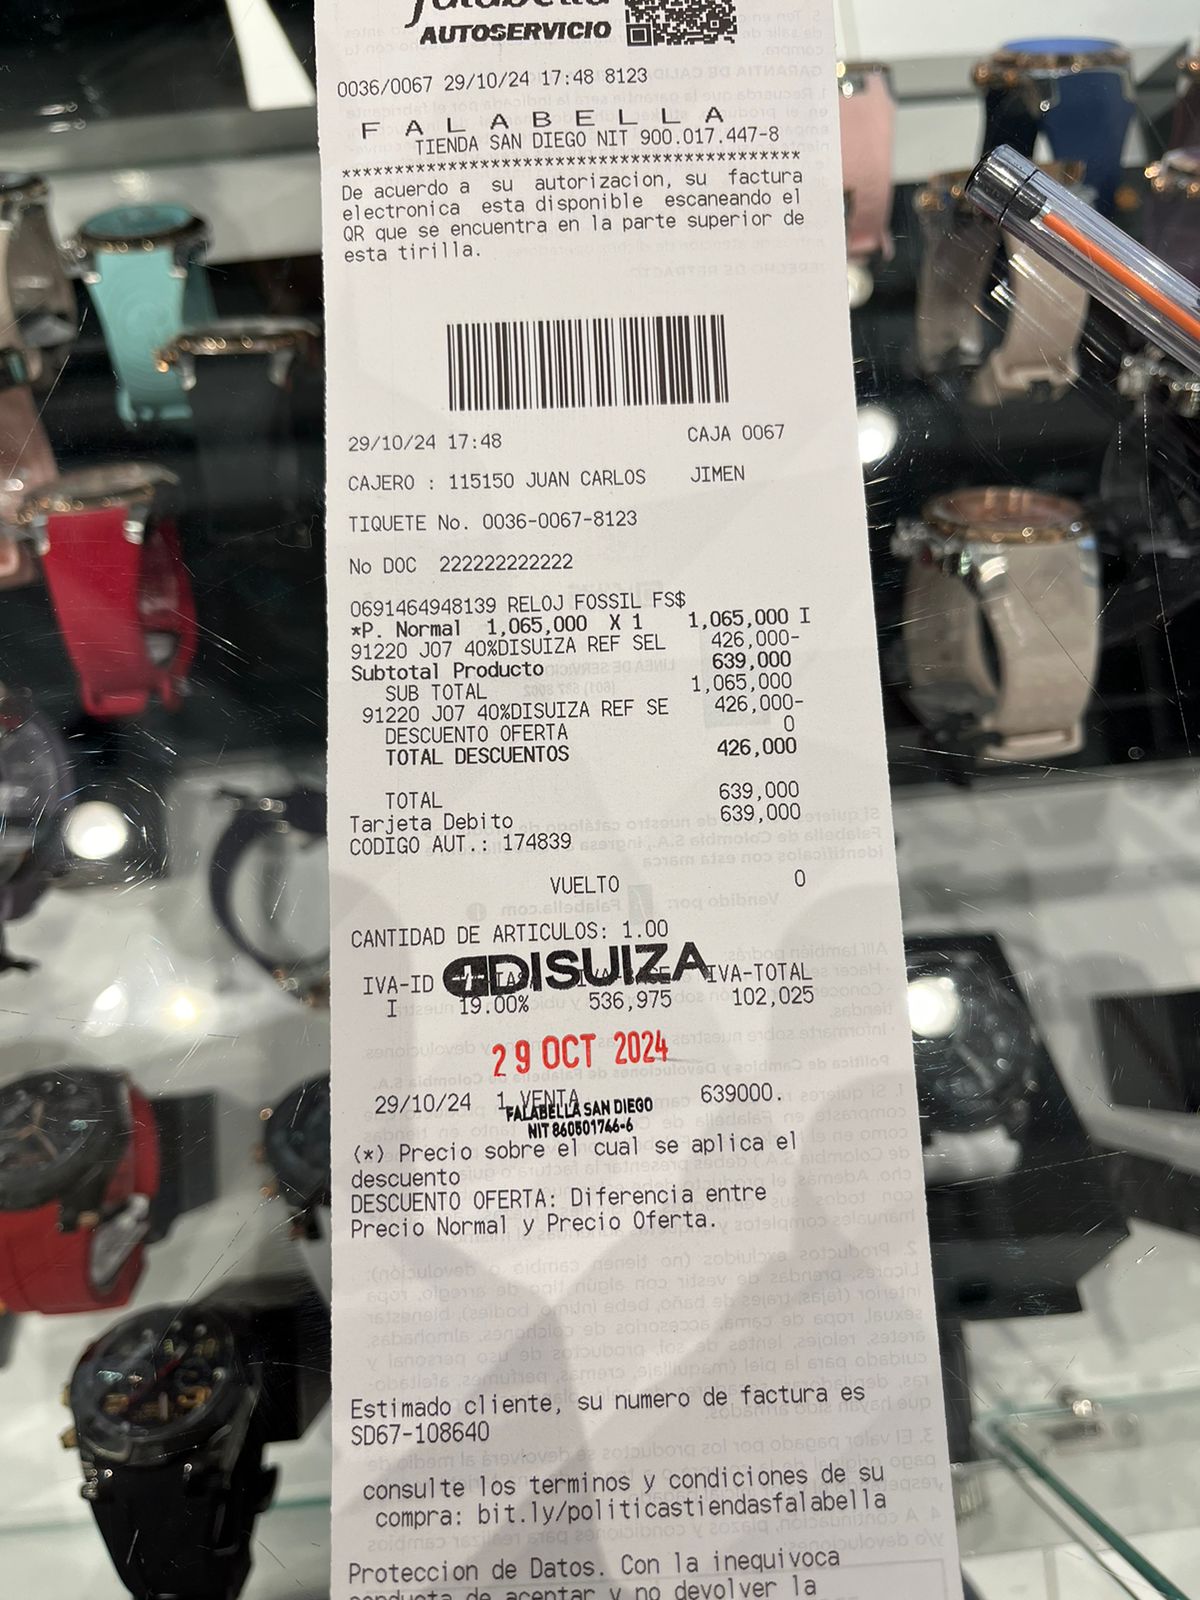 falabella
AUTOSERVICIO
0036/0067 29/10/24 17:48 8123
F A L A B E L L A
TIENDA SAN DIEGO NIT 900.017.447-8
********************************************
De acuerdo a su autorizacion, su factura
electronica esta disponible escaneando el
QR que se encuentra en la parte superior de
esta tirilla.
29/10/24 17:48 CAJA 0067
CAJERO : 115150 JUAN CARLOS JIMEN
TIQUETE No. 0036-0067-8123
No DOC 222222222222
0691464948139 RELOJ FOSSIL FS$
*P. Normal 1,065,000 X 1 1,065,000 I
91220 J07 40%DISUIZA REF SEL 426,000-
Subtotal Producto 639,000
SUB TOTAL 1,065,000
91220 J07 40%DISUIZA REF SE 426,000-
DESCUENTO OFERTA 0
TOTAL DESCUENTOS 426,000
TOTAL 639,000
Tarjeta Debito 639,000
CODIGO AUT.: 174839
VUELTO 0
CANTIDAD DE ARTICULOS: 1.00
DISUIZA
IVA-ID IVA-TOTAL
I 19.00% 536,975 102,025
29 OCT 2024
29/10/24 1 VENTA 639000.
FALABELLA SAN DIEGO
NIT 860501746-6
(*) Precio sobre el cual se aplica el
descuento
DESCUENTO OFERTA: Diferencia entre
Precio Normal y Precio Oferta.
Estimado cliente, su numero de factura es
SD67-108640
consulte los terminos y condiciones de su
compra: bit.ly/politicastiendasfalabella
Proteccion de Datos. Con la inequivoca
conducta de aceptar y no devolver la